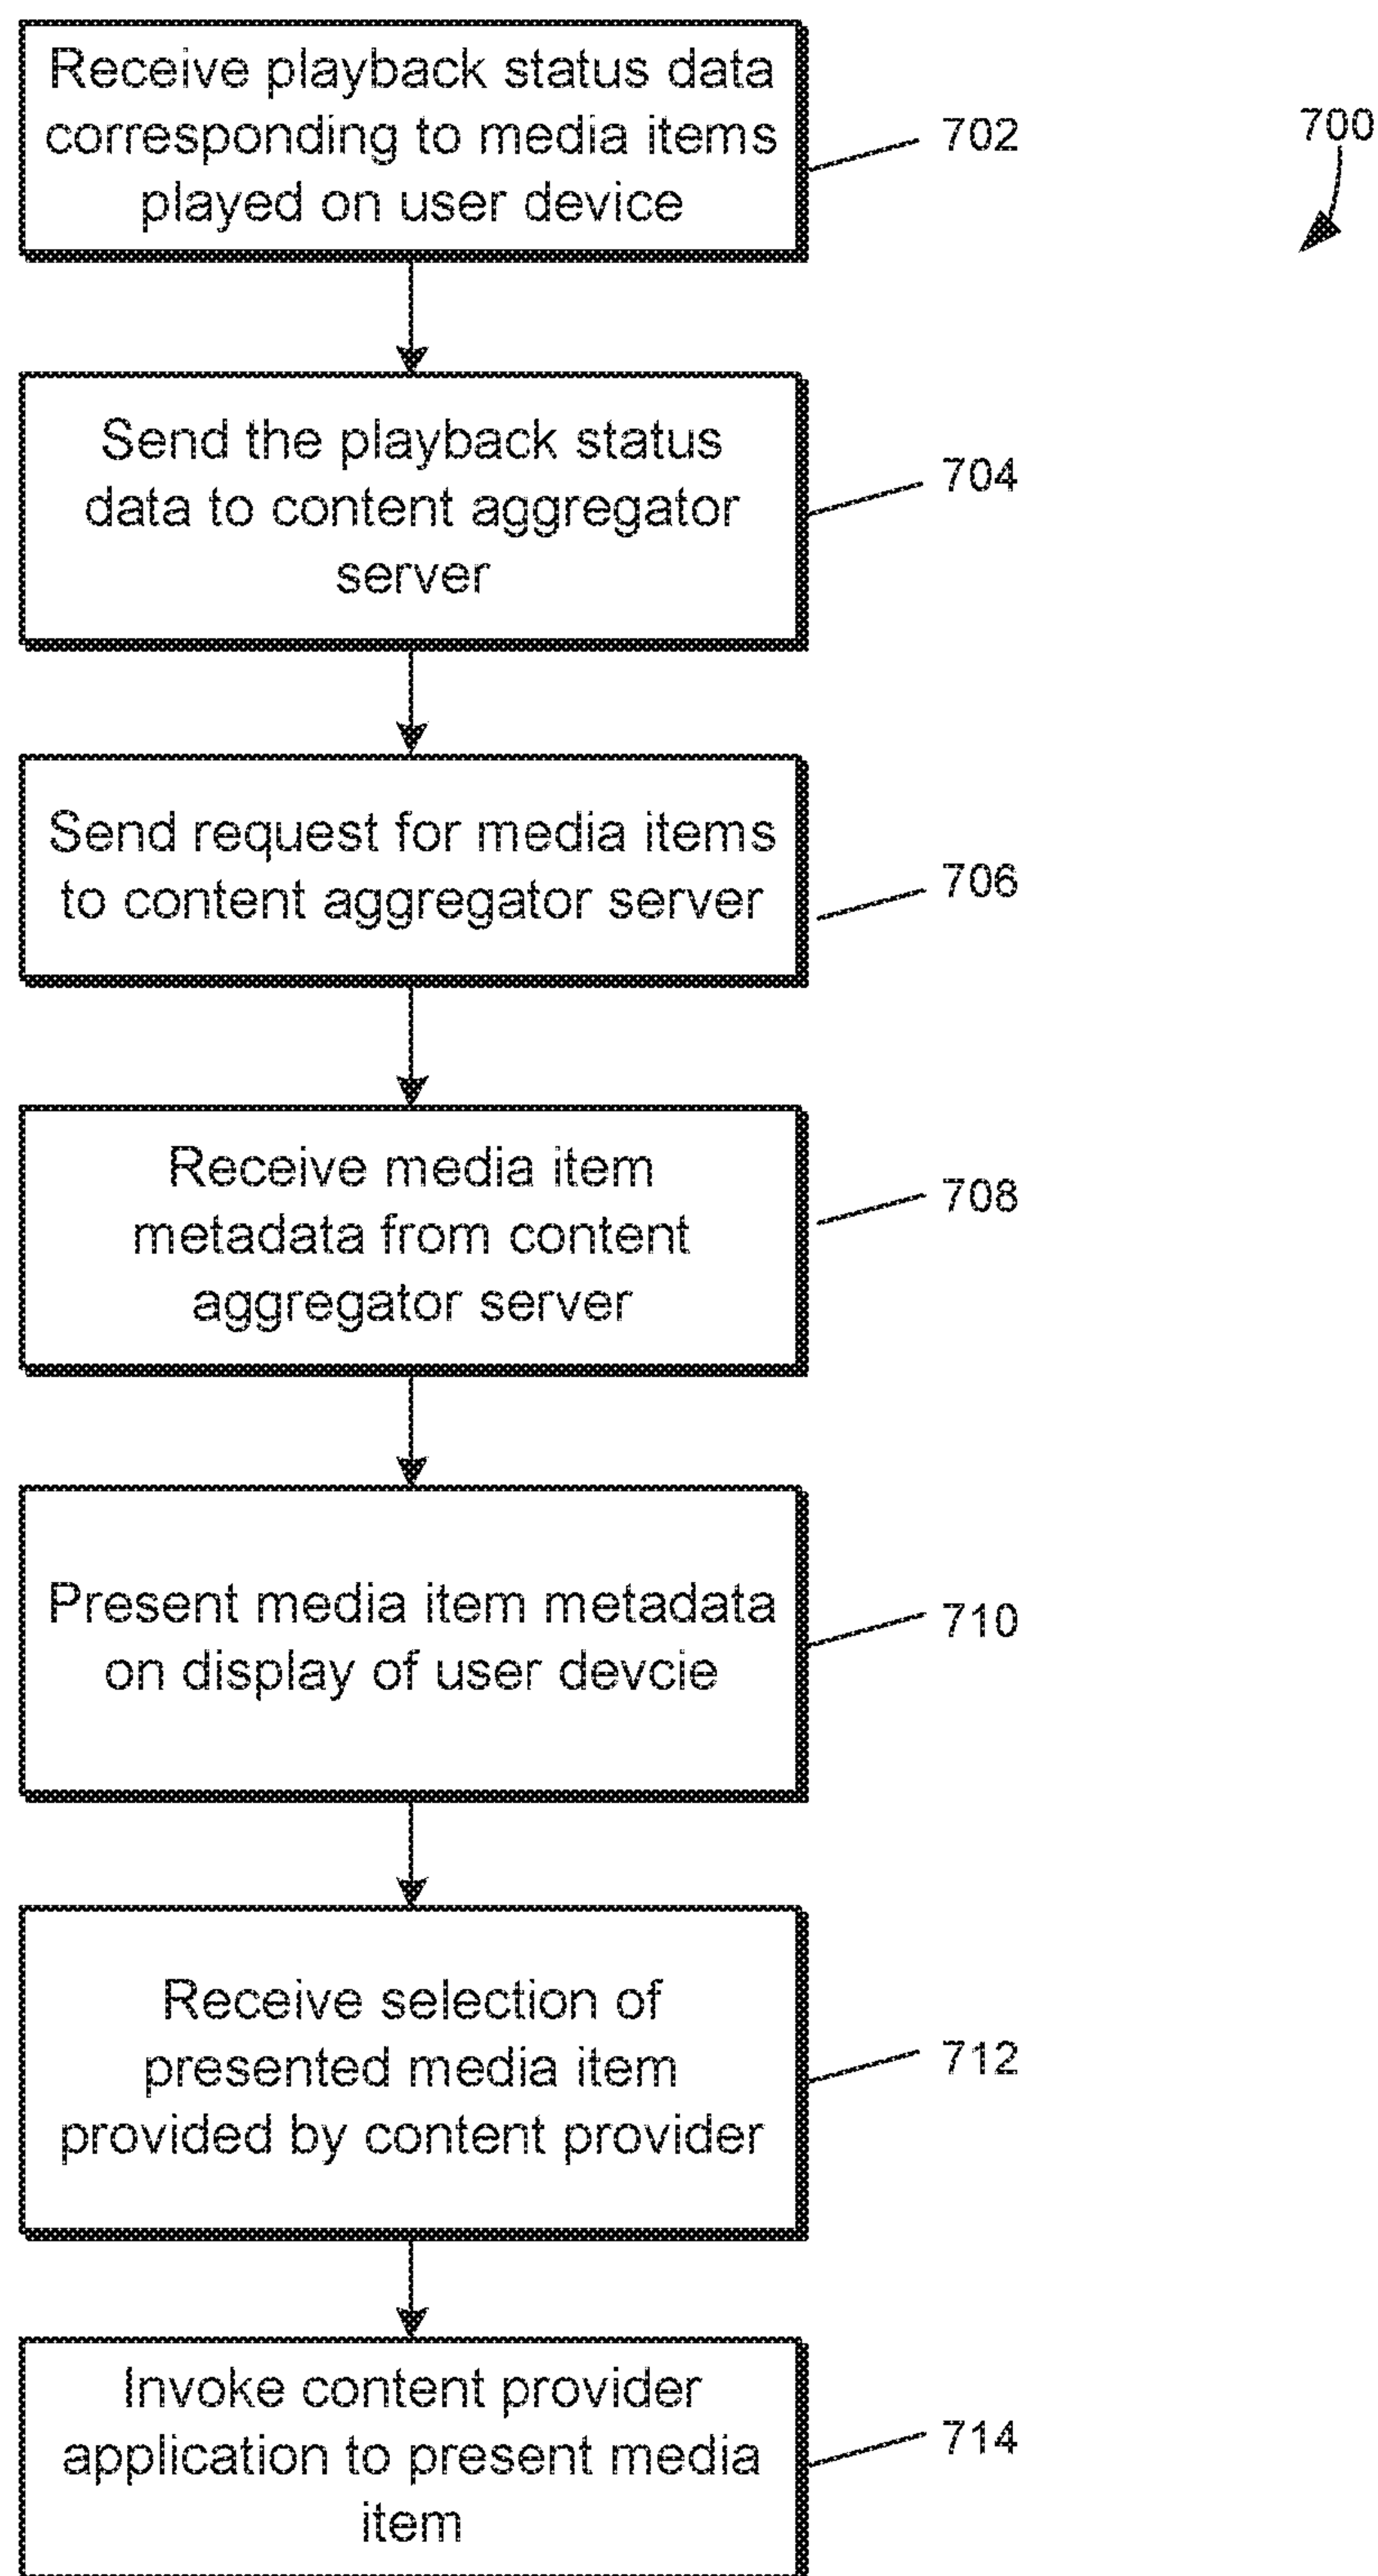 Receive playback status data
corresponding to media items
played on user device
702
700
Send the playback status
data to content aggregator
server
704
Send request for media items
to content aggregator server
706
Receive media item
metadata from content
aggregator server
708
Present media item metadata
on display of user devcie
710
Receive selection of
presented media item
provided by content provider
712
Invoke content provider
application to present media
item
714